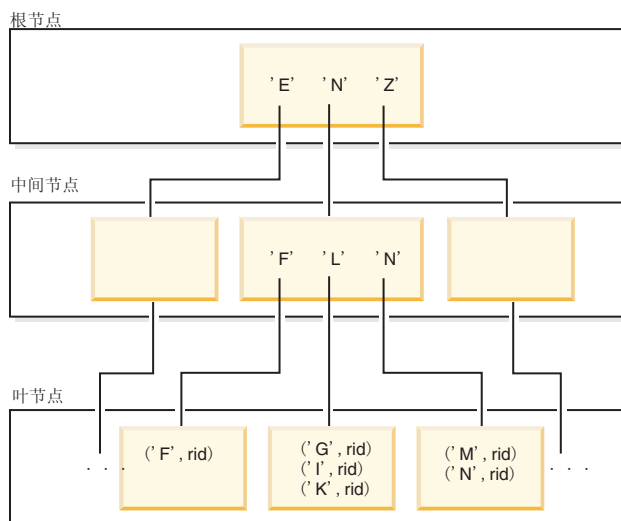 根节点
'E' 'N' 'Z'
中间节点
'F' 'L' 'N'
叶节点
('F', rid)
('G', rid)
('I', rid)
('K', rid)
('M', rid)
('N', rid)
. . .
. . .